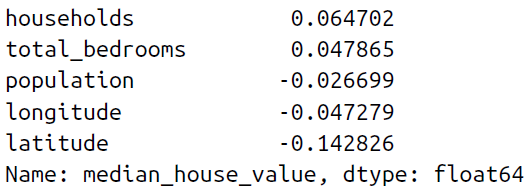 households 0.064702
total_bedrooms 0.047865
population -0.026699
longitude -0.047279
latitude -0.142826
Name: median_house_value, dtype: float64